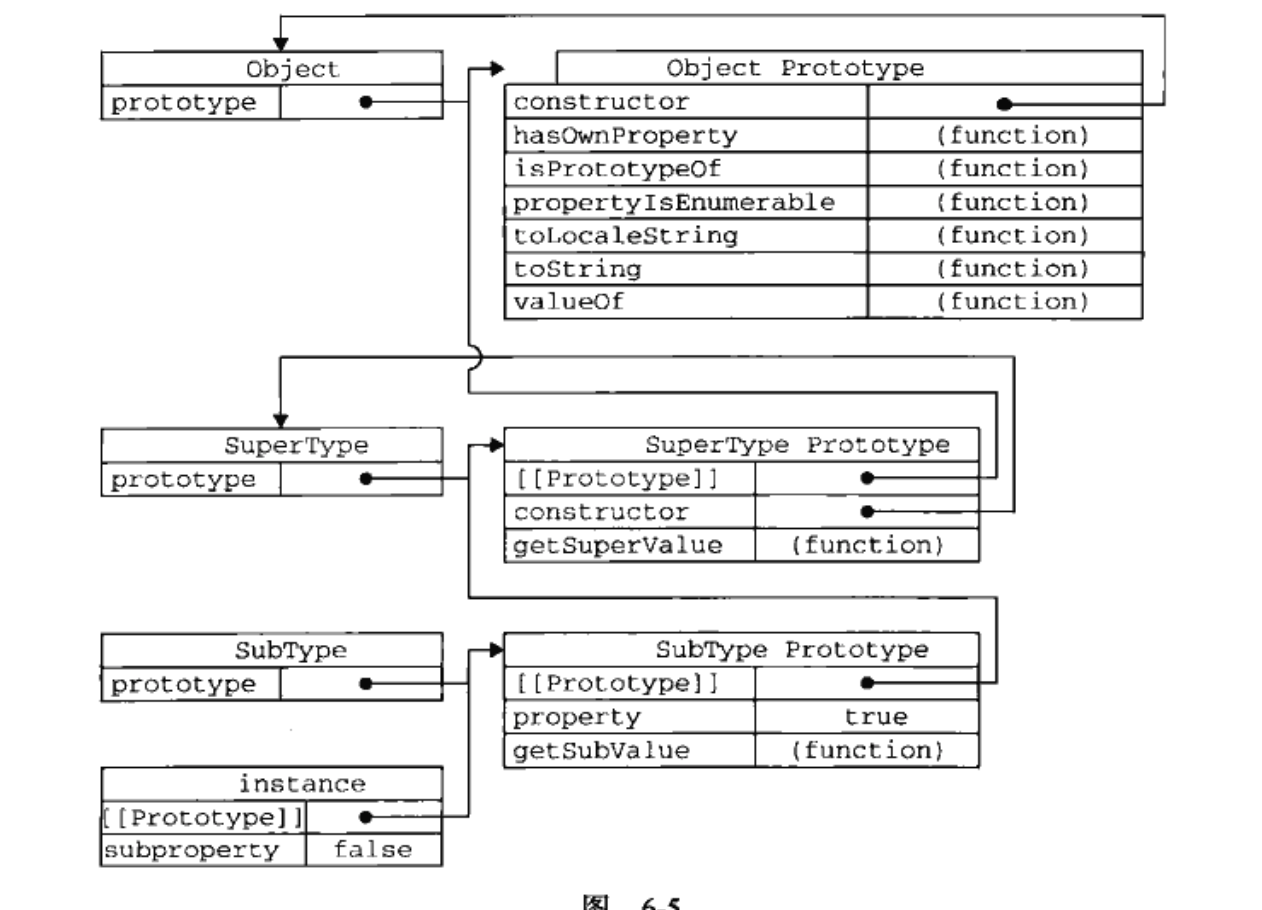 Object
prototype
Object Prototype
constructor
hasOwnProperty (function)
isPrototypeOf (function)
propertyIsEnumerable (function)
toLocaleString (function)
toString (function)
valueOf (function)
SuperType
prototype
SuperType Prototype
[[Prototype]]
constructor
getSuperValue (function)
SubType
prototype
SubType Prototype
[[Prototype]]
property true
getSubValue (function)
instance
[[Prototype]]
subproperty false
图 6-5